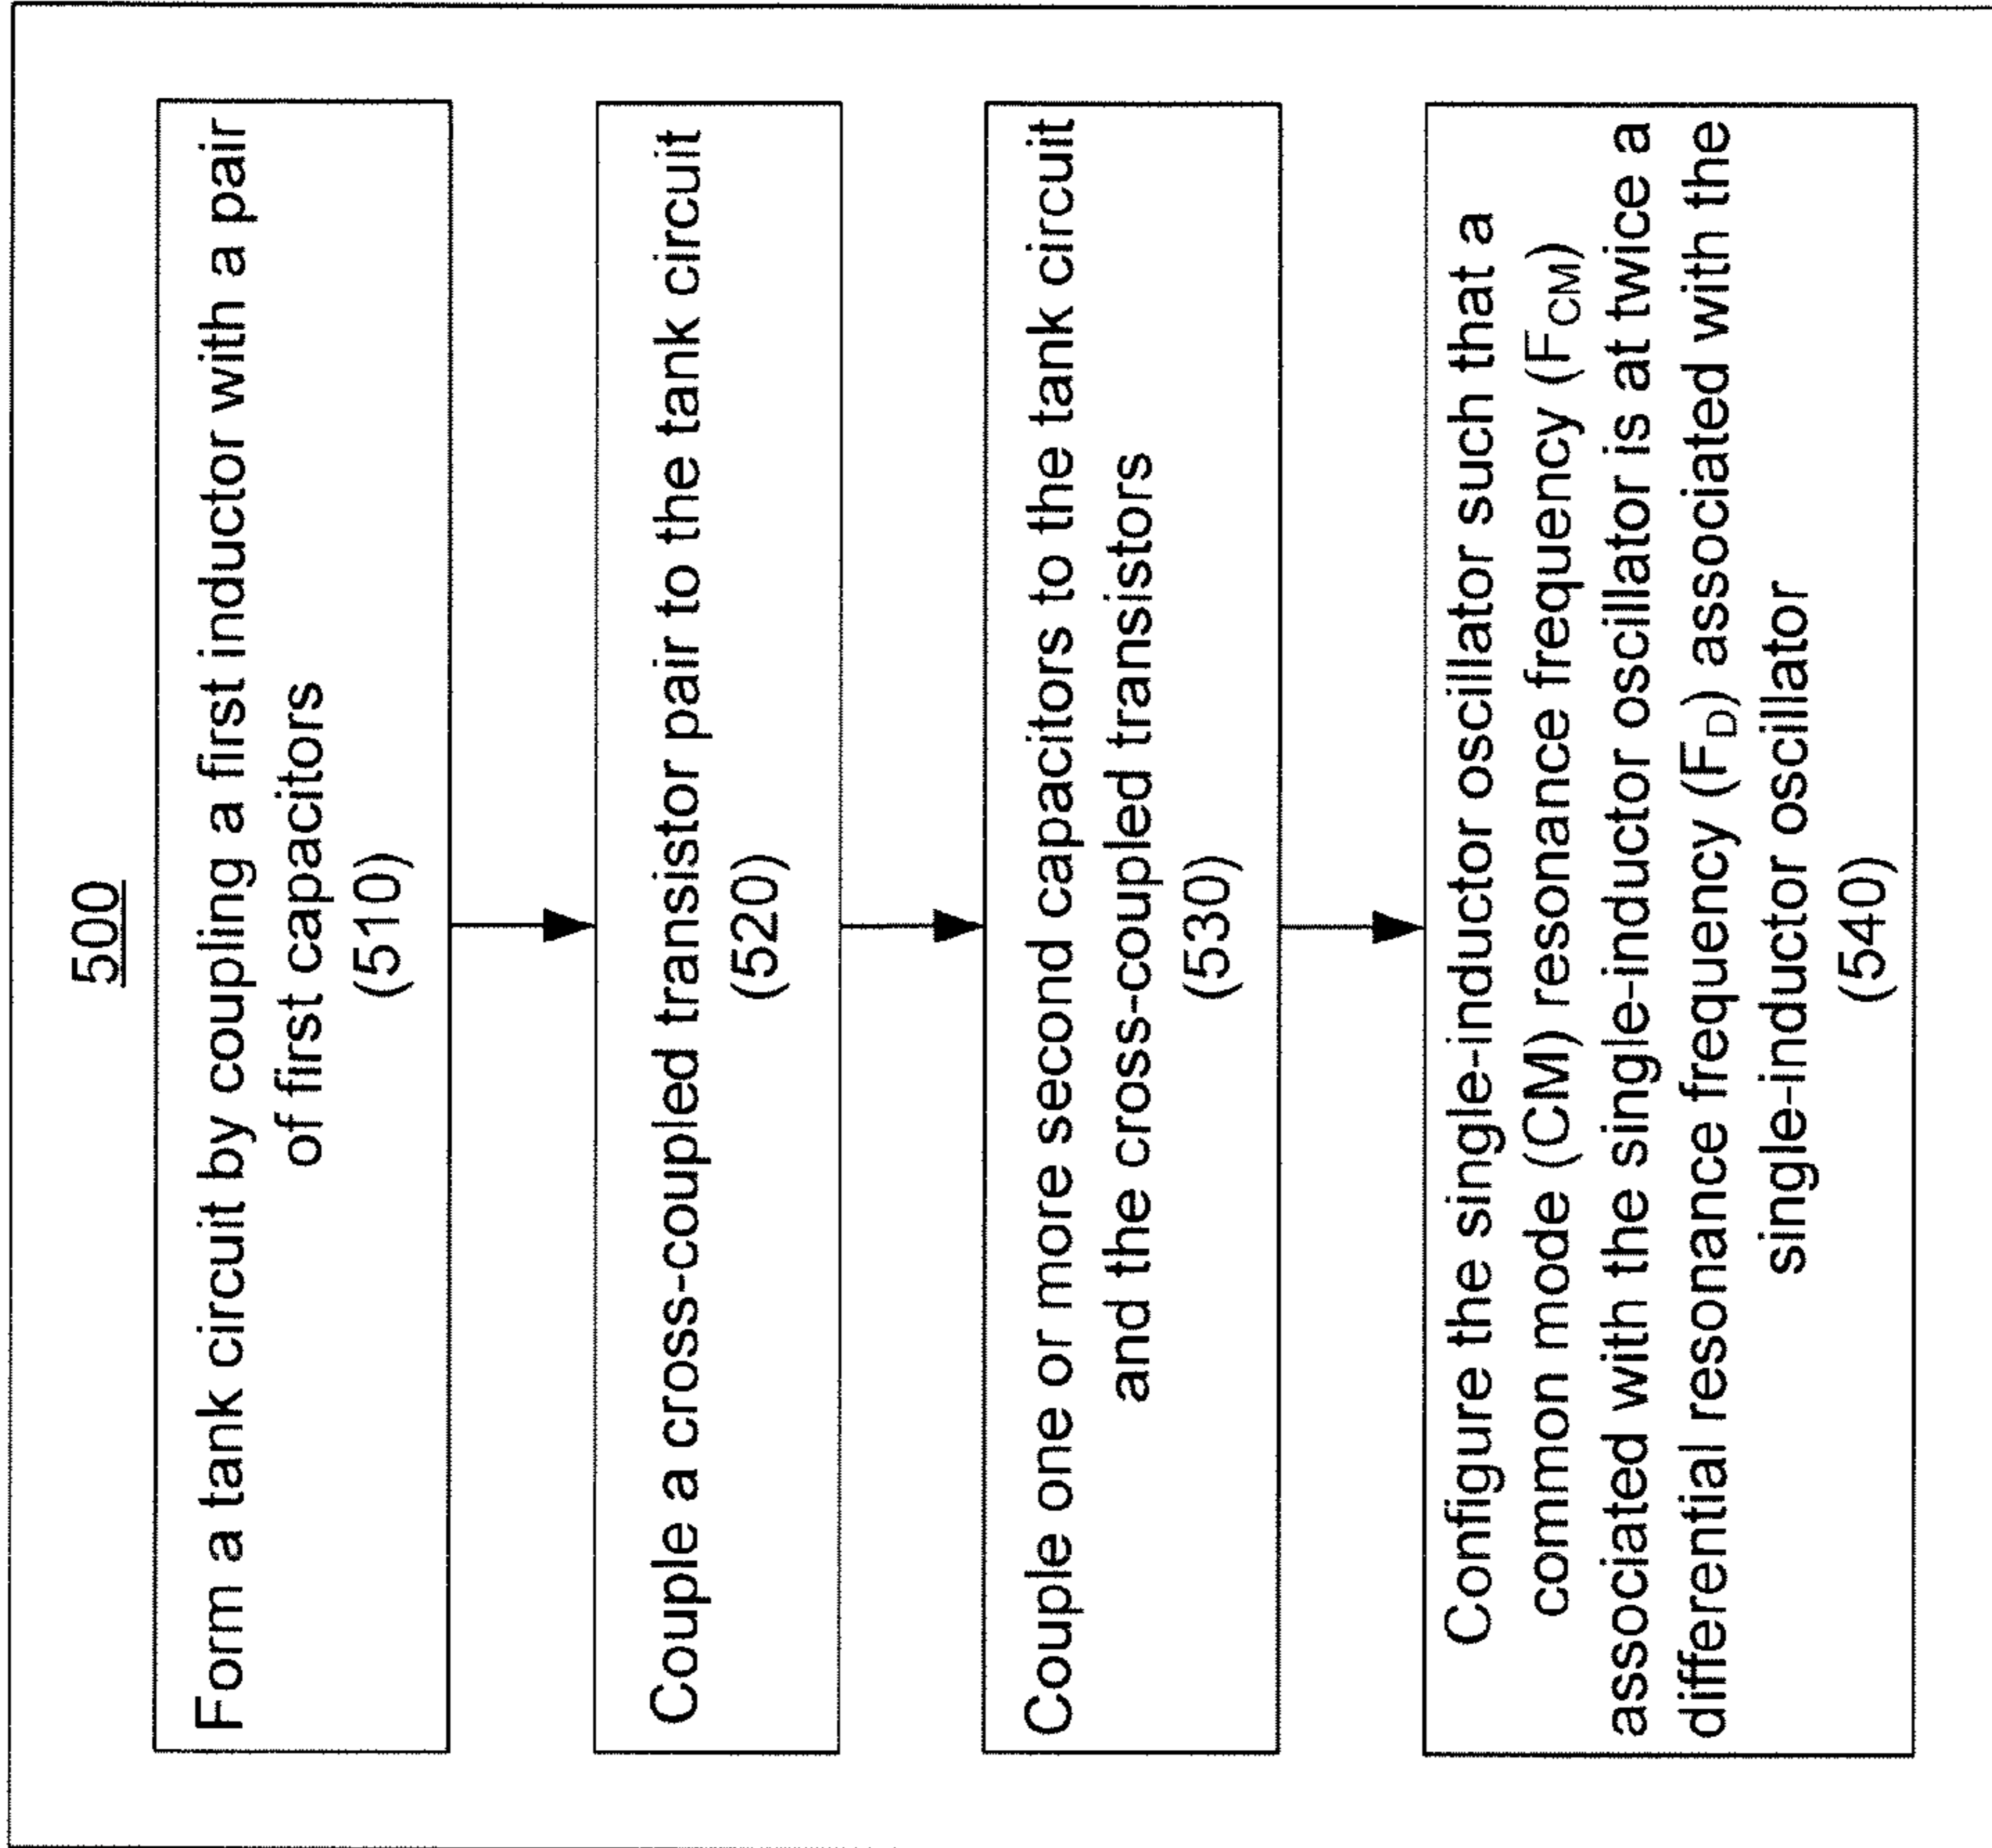 500
Form a tank circuit by coupling a first inductor with a pair
of first capacitors
(510)
Couple a cross-coupled transistor pair to the tank circuit
(520)
Couple one or more second capacitors to the tank circuit
and the cross-coupled transistors
(530)
Configure the single-inductor oscillator such that a
common mode (CM) resonance frequency (FCM)
associated with the single-inductor oscillator is at twice a
differential resonance frequency (FD) associated with the
single-inductor oscillator
(540)